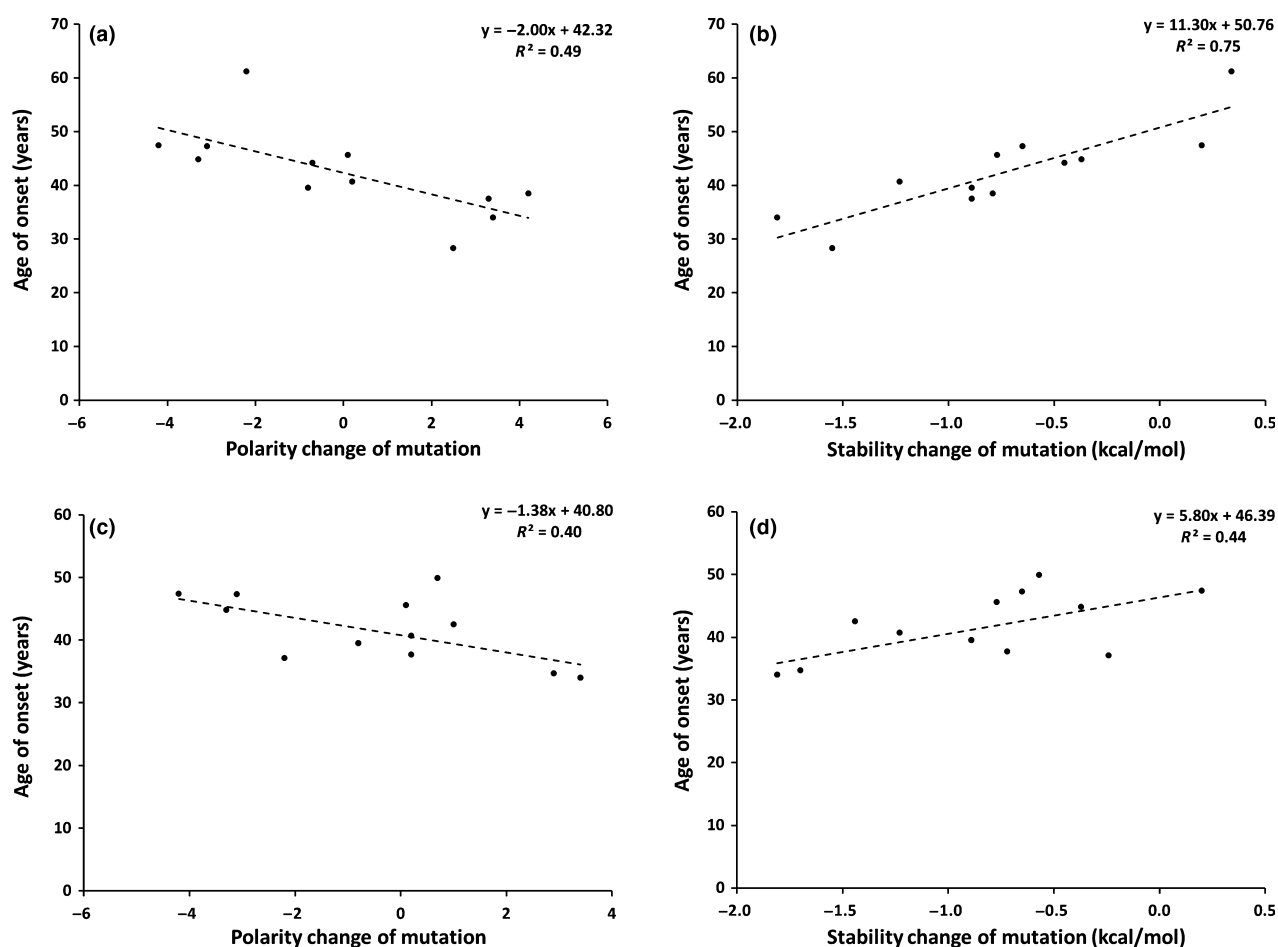 (a)
y = −2.00x + 42.32
R² = 0.49
Age of onset (years)
70
60
50
40
30
20
10
0
−6
−4
−2
0
2
4
6
Polarity change of mutation
(b)
y = 11.30x + 50.76
R² = 0.75
Age of onset (years)
70
60
50
40
30
20
10
0
−2.0
−1.5
−1.0
−0.5
0.0
0.5
Stability change of mutation (kcal/mol)
(c)
y = −1.38x + 40.80
R² = 0.40
Age of onset (years)
60
50
40
30
20
10
0
−6
−4
−2
0
2
4
Polarity change of mutation
(d)
y = 5.80x + 46.39
R² = 0.44
Age of onset (years)
60
50
40
30
20
10
0
−2.0
−1.5
−1.0
−0.5
0.0
0.5
Stability change of mutation (kcal/mol)